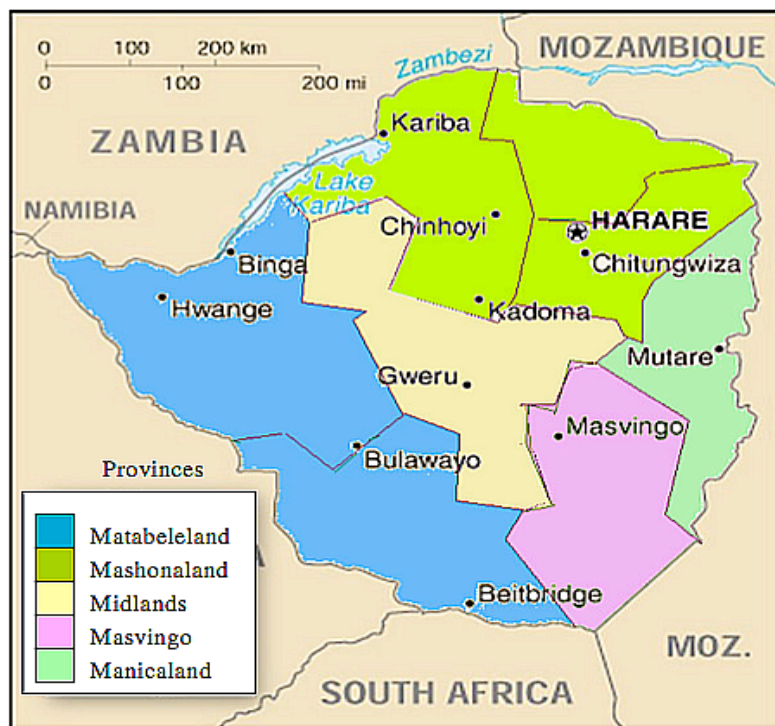 0 100 200 km
0 100 200 mi
MOZAMBIQUE
Zambezi
ZAMBIA
Kariba
Lake
Kariba
NAMIBIA
Chinhoyi
HARARE
Binga
Chitungwiza
Hwange
Kadoma
Mutare
Gweru
Masvingo
Bulawayo
Provinces
Matabeleland
Mashonaland
Midlands
Masvingo
Manicaland
A
Beitbridge
MOZ.
SOUTH AFRICA